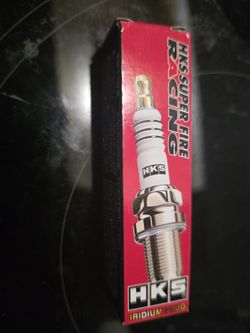 HKS SUPER FIRE
RACING
HKS
HKS
IRIDIUM PLUG